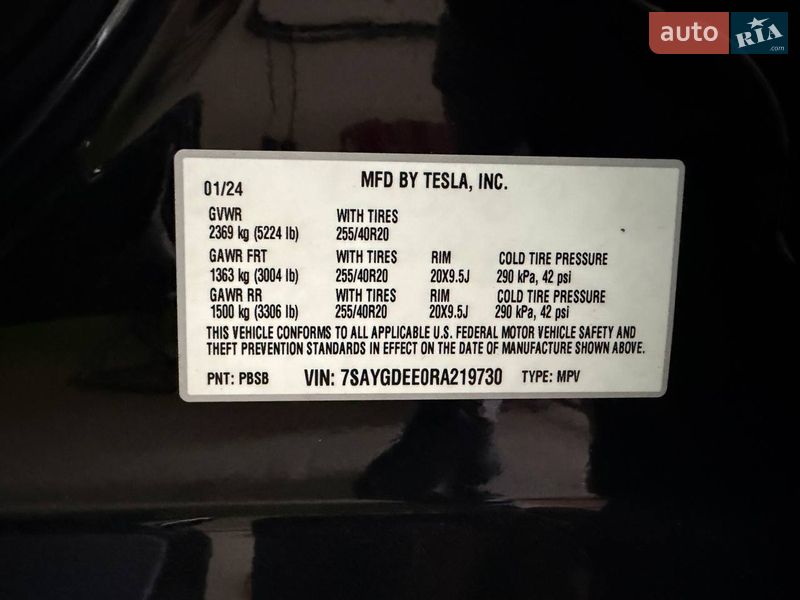 auto RIA .com
MFD BY TESLA, INC.
01/24
GVWR WITH TIRES
2369 kg (5224 lb) 255/40R20
GAWR FRT WITH TIRES RIM COLD TIRE PRESSURE
1363 kg (3004 lb) 255/40R20 20X9.5J 290 kPa, 42 psi
GAWR RR WITH TIRES RIM COLD TIRE PRESSURE
1500 kg (3306 lb) 255/40R20 20X9.5J 290 kPa, 42 psi
THIS VEHICLE CONFORMS TO ALL APPLICABLE U.S. FEDERAL MOTOR VEHICLE SAFETY AND
THEFT PREVENTION STANDARDS IN EFFECT ON THE DATE OF MANUFACTURE SHOWN ABOVE.
PNT: PBSB VIN: 7SAYGDEE0RA219730 TYPE: MPV